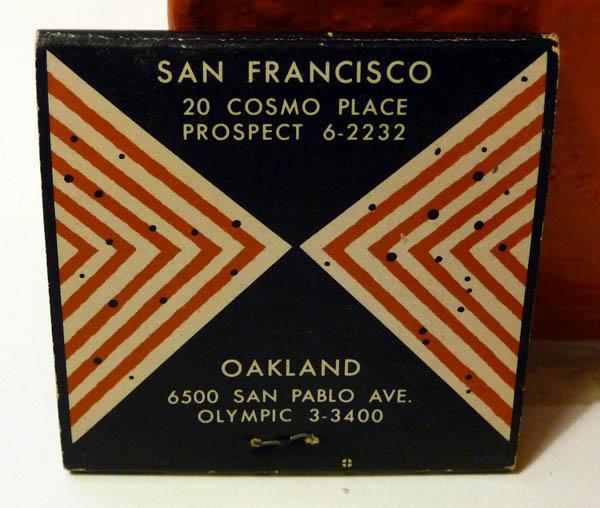 SAN FRANCISCO
20 COSMO PLACE
PROSPECT 6-2232
OAKLAND
6500 SAN PABLO AVE.
OLYMPIC 3-3400